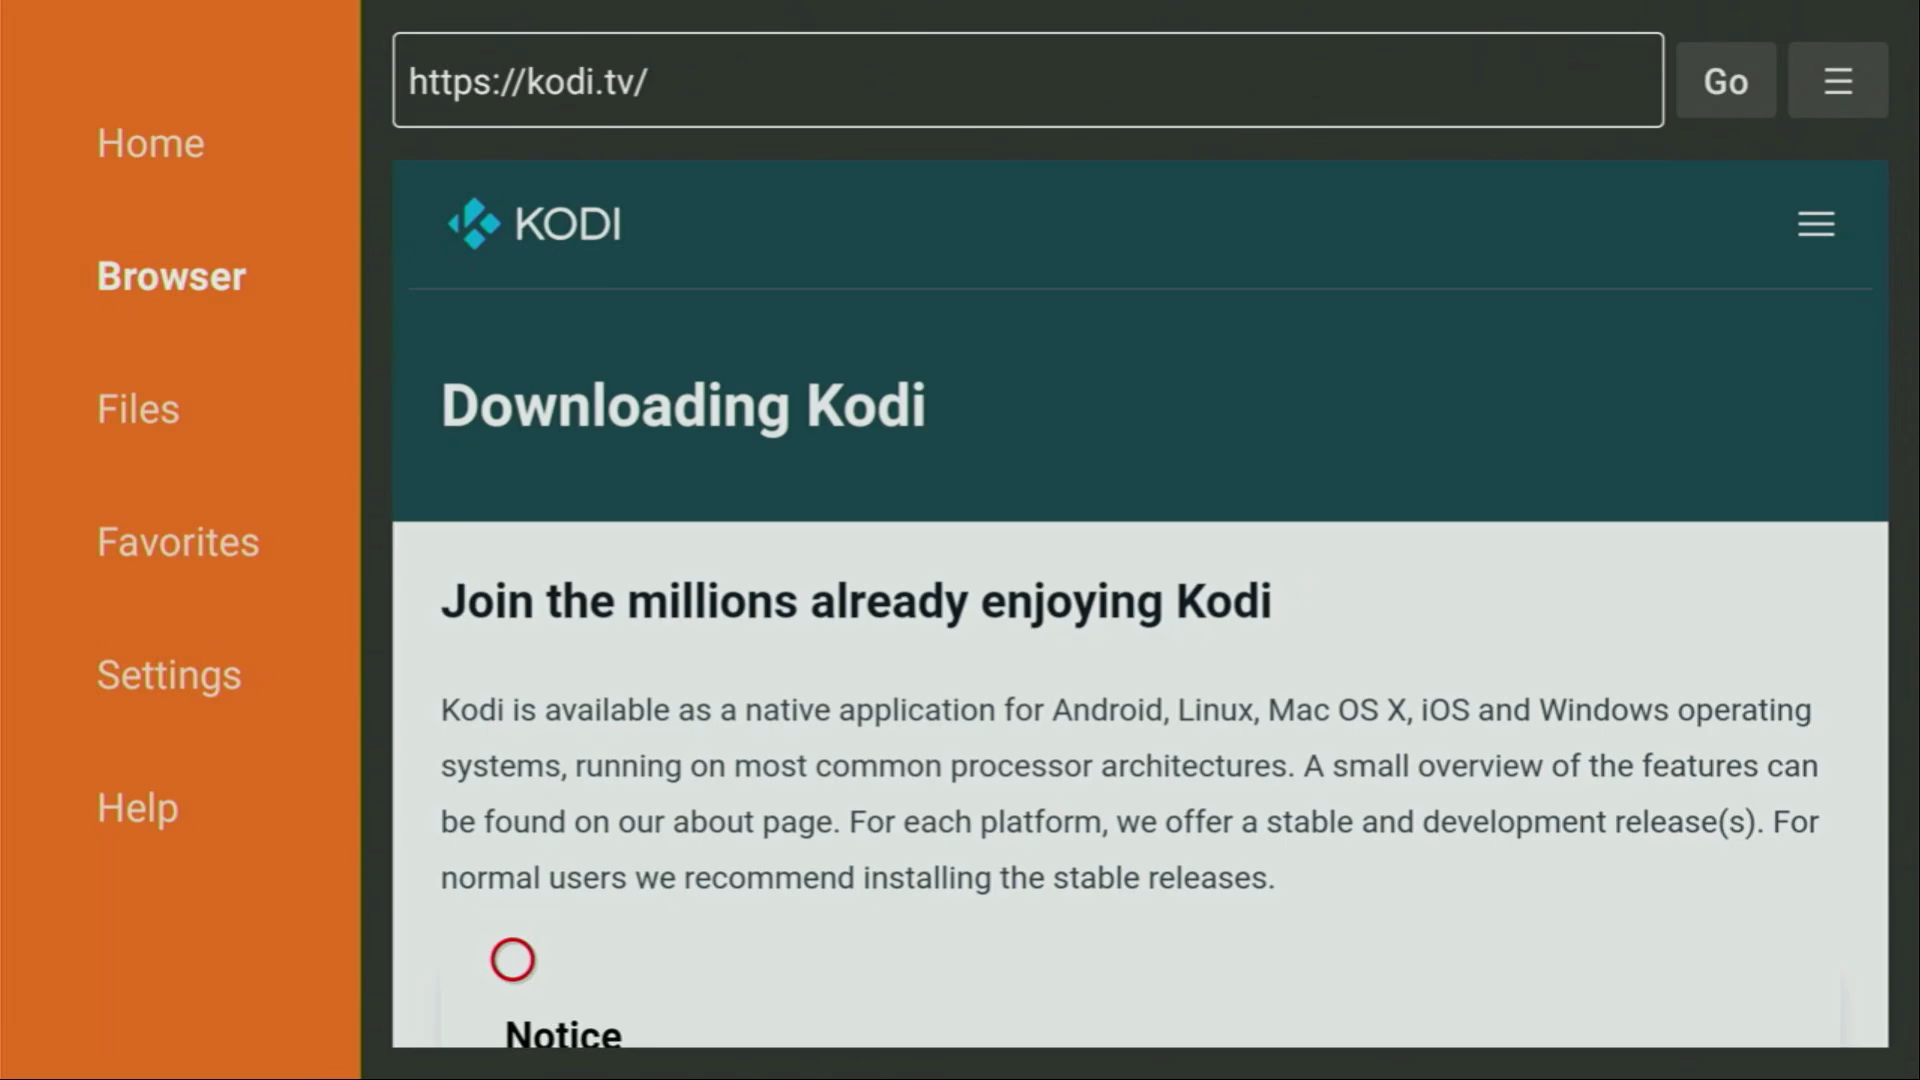 Home
Browser
Files
Favorites
Settings
Help
https://kodi.tv/
Go
KODI
Downloading Kodi
Join the millions already enjoying Kodi
Kodi is available as a native application for Android, Linux, Mac OS X, iOS and Windows operating
systems, running on most common processor architectures. A small overview of the features can
be found on our about page. For each platform, we offer a stable and development release(s). For
normal users we recommend installing the stable releases.
Notice